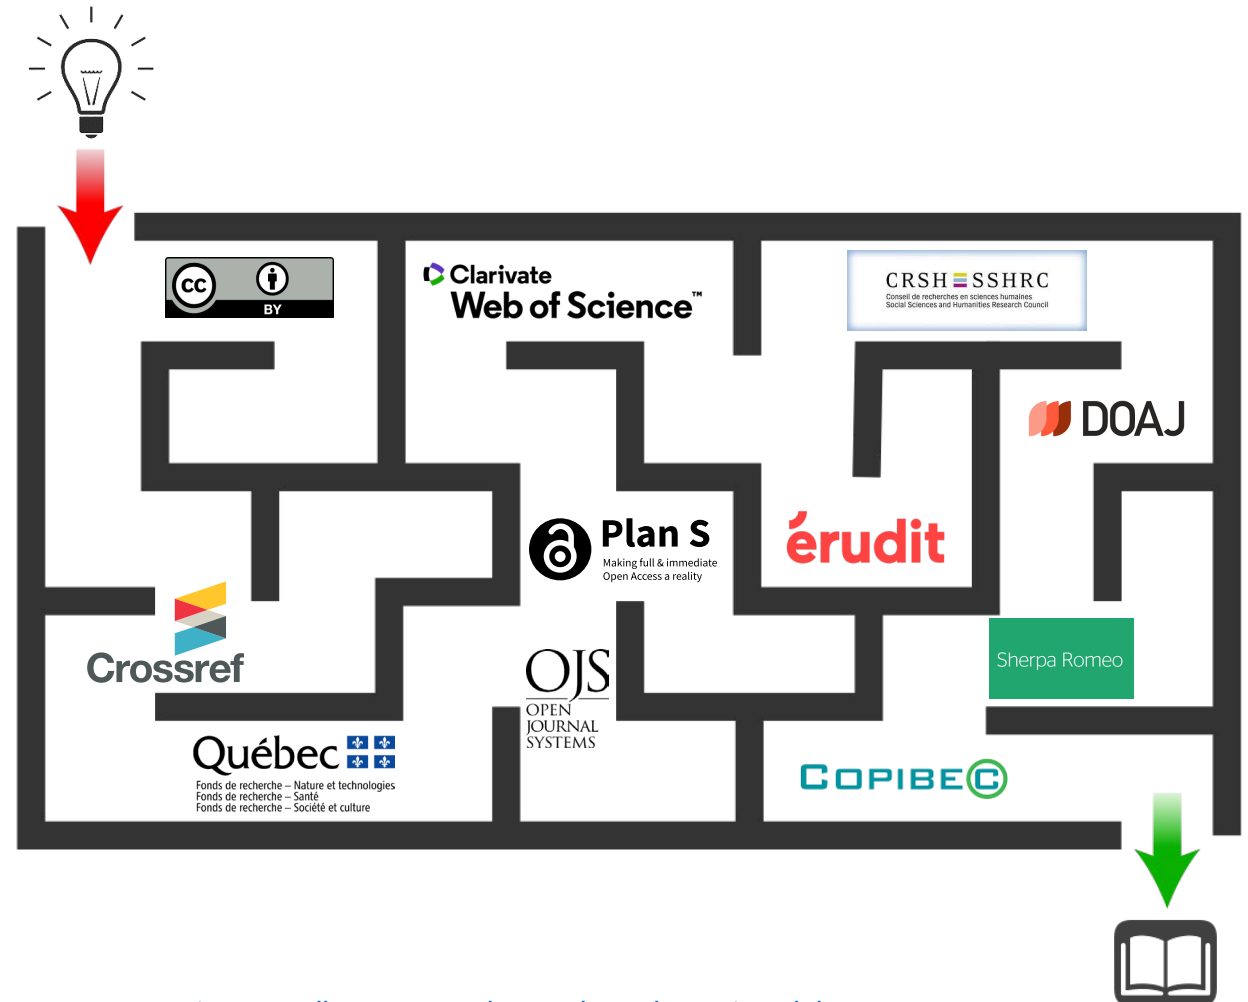 CC
BY
Clarivate
Web of Science™
CRSH SSHRC
Conseil de recherches en sciences humaines
Social Sciences and Humanities Research Council
DOAJ
Plan S
Making full & immediate
Open Access a reality
érudit
Crossref
OJS
OPEN
JOURNAL
SYSTEMS
Sherpa Romeo
Québec
Fonds de recherche – Nature et technologies
Fonds de recherche – Santé
Fonds de recherche – Société et culture
COPIBEC